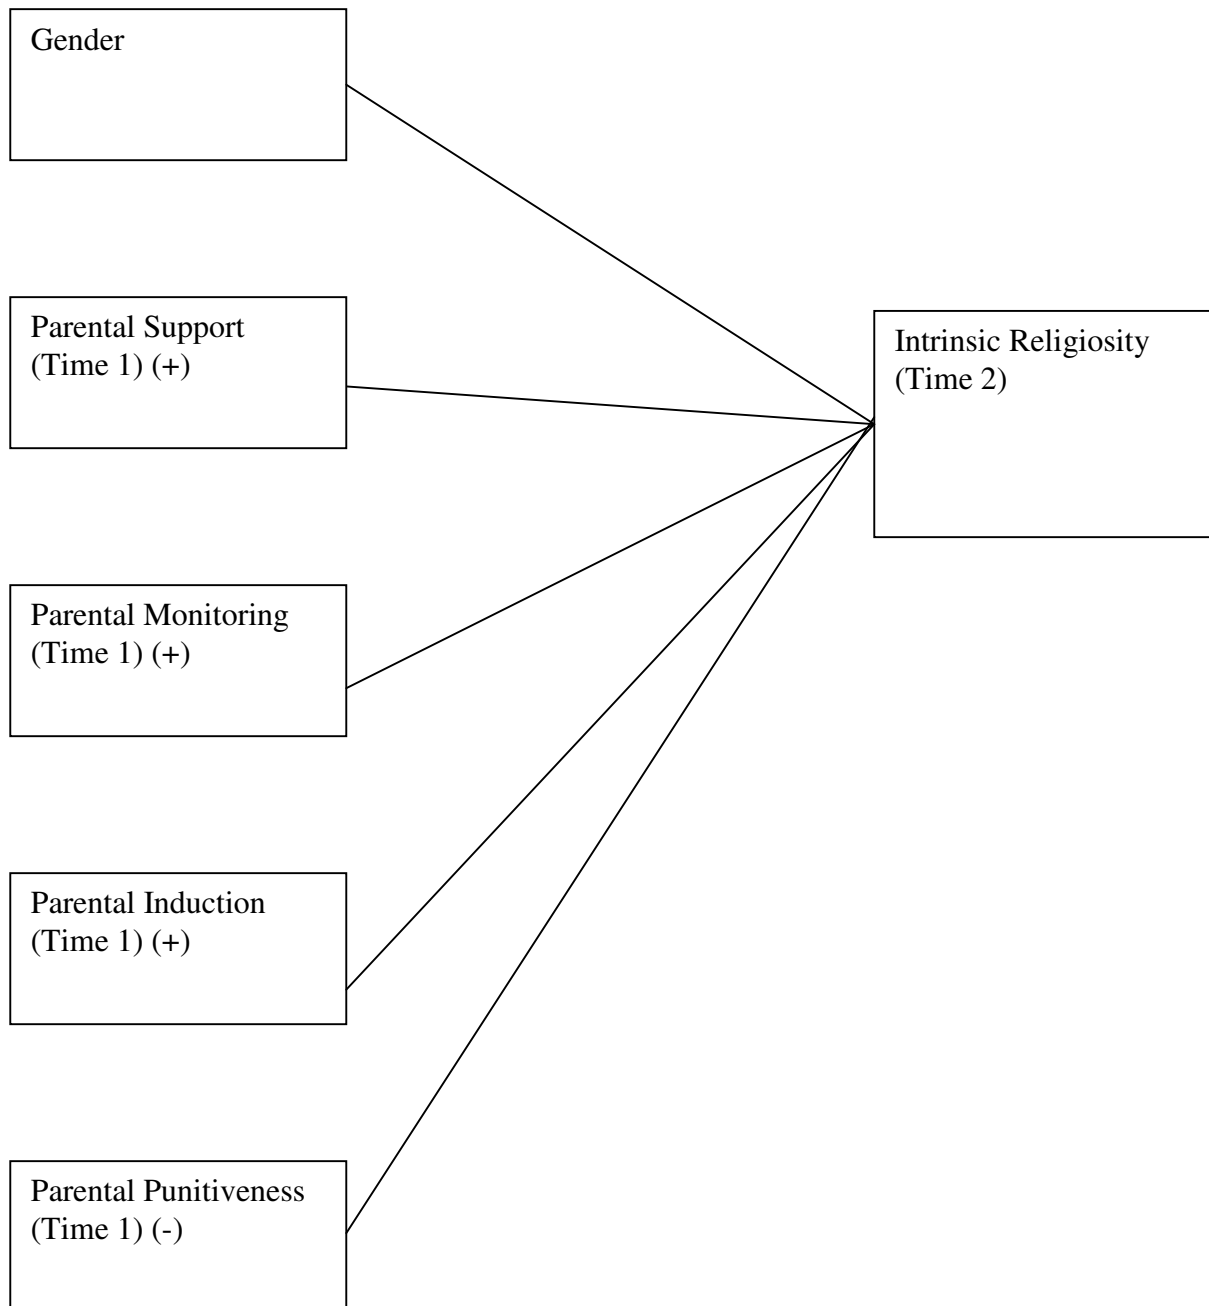 Gender
Parental Support
(Time 1) (+)
Intrinsic Religiosity
(Time 2)
Parental Monitoring
(Time 1) (+)
Parental Induction
(Time 1) (+)
Parental Punitiveness
(Time 1) (-)